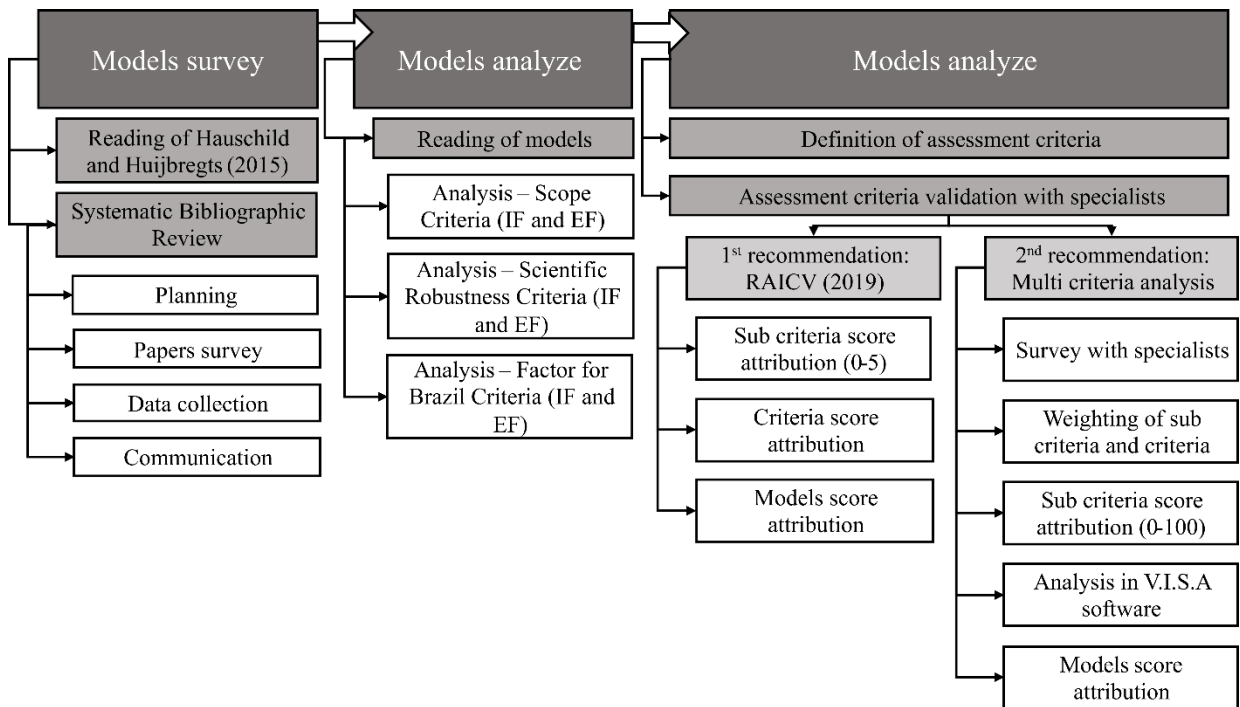 Models survey
Reading of Hauschild
and Huijbregts (2015)
Systematic Bibliographic
Review
Planning
Papers survey
Data collection
Communication
Models analyze
Reading of models
Analysis – Scope
Criteria (IF and EF)
Analysis – Scientific
Robustness Criteria (IF
and EF)
Analysis – Factor for
Brazil Criteria (IF and
EF)
Models analyze
Definition of assessment criteria
Assessment criteria validation with specialists
1st recommendation:
RAICV (2019)
Sub criteria score
attribution (0-5)
Criteria score
attribution
Models score
attribution
2nd recommendation:
Multi criteria analysis
Survey with specialists
Weighting of sub
criteria and criteria
Sub criteria score
attribution (0-100)
Analysis in V.I.S.A
software
Models score
attribution